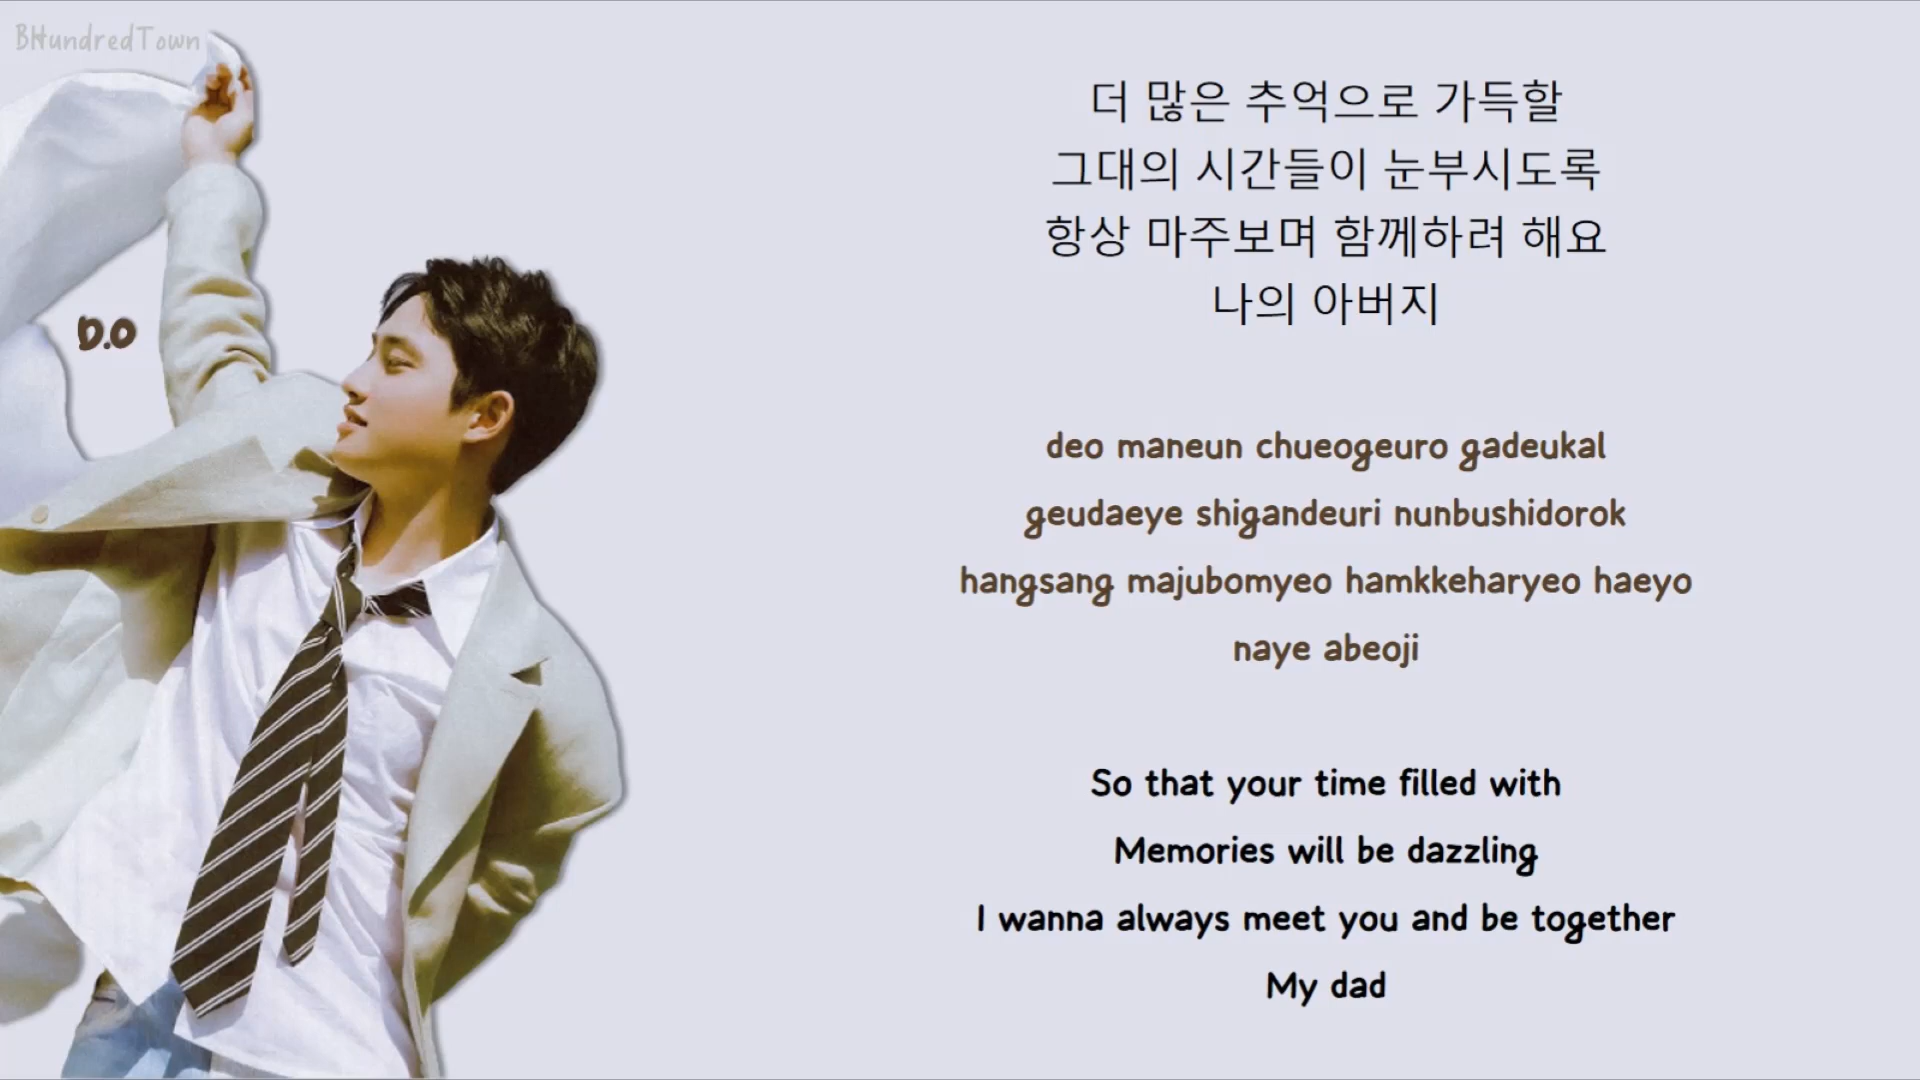 BHundredTown
D.O
더 많은 추억으로 가득할
그대의 시간들이 눈부시도록
항상 마주보며 함께하려 해요
나의 아버지
deo maneun chueogeuro gadeukal
geudaeye shigandeuri nunbushidorok
hangsang majubomyeo hamkkeharyeo haeyo
naye abeoji
So that your time filled with
Memories will be dazzling
I wanna always meet you and be together
My dad